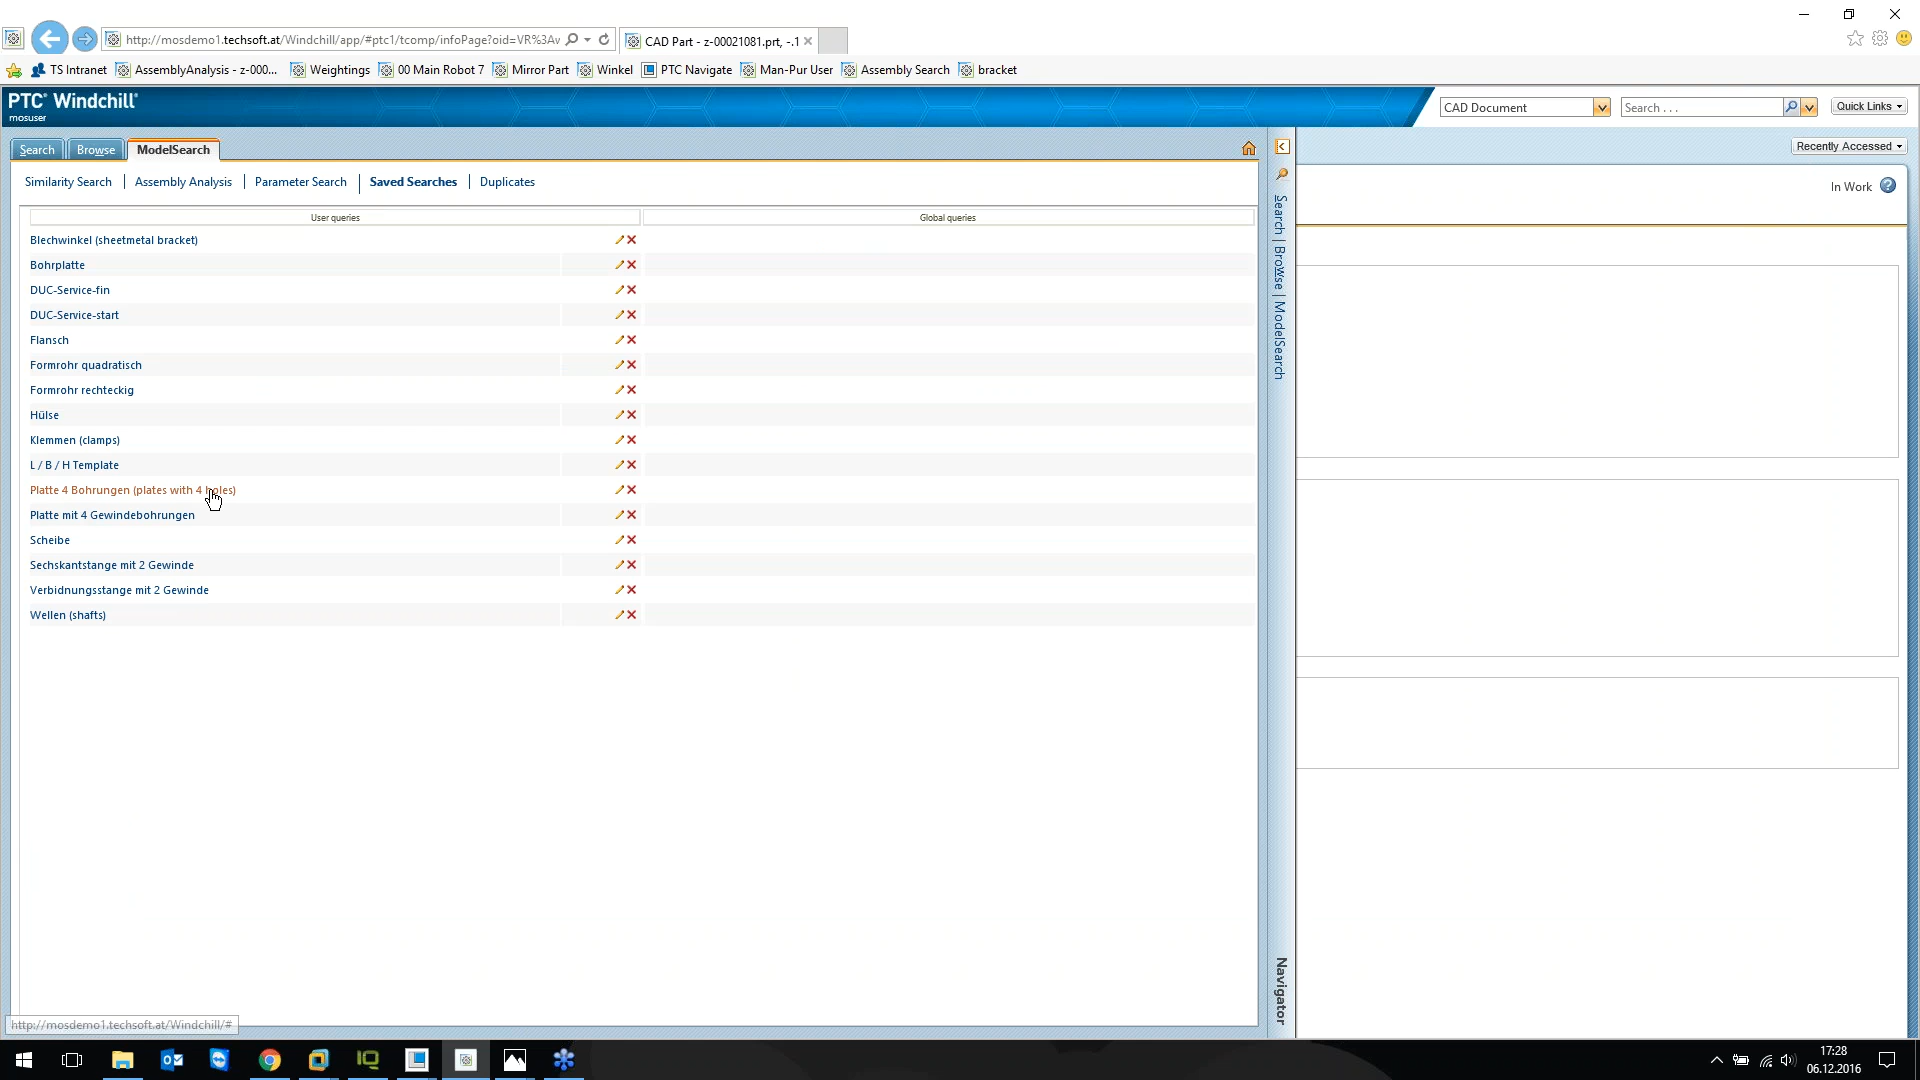 http://mosdemo1.techsoft.at/Windchill/app/#ptc1/tcomp/infoPage?oid=VR%3Av
CAD Part - z-00021081.prt, -.1
TS Intranet
AssemblyAnalysis - z-000...
Weightings
00 Main Robot 7
Mirror Part
Winkel
PTC Navigate
Man-Pur User
Assembly Search
bracket
PTC® Windchill®
mosuser
CAD Document
Search . . .
Quick Links
Search
Browse
ModelSearch
Recently Accessed
Similarity Search
Assembly Analysis
Parameter Search
Saved Searches
Duplicates
In Work
User queries
Global queries
Blechwinkel (sheetmetal bracket)
Bohrplatte
DUC-Service-fin
DUC-Service-start
Flansch
Formrohr quadratisch
Formrohr rechteckig
Hülse
Klemmen (clamps)
L / B / H Template
Platte 4 Bohrungen (plates with 4 holes)
Platte mit 4 Gewindebohrungen
Scheibe
Sechskantstange mit 2 Gewinde
Verbidnungsstange mit 2 Gewinde
Wellen (shafts)
Search | Browse | ModelSearch
Navigator
http://mosdemo1.techsoft.at/Windchill/#
17:28
06.12.2016